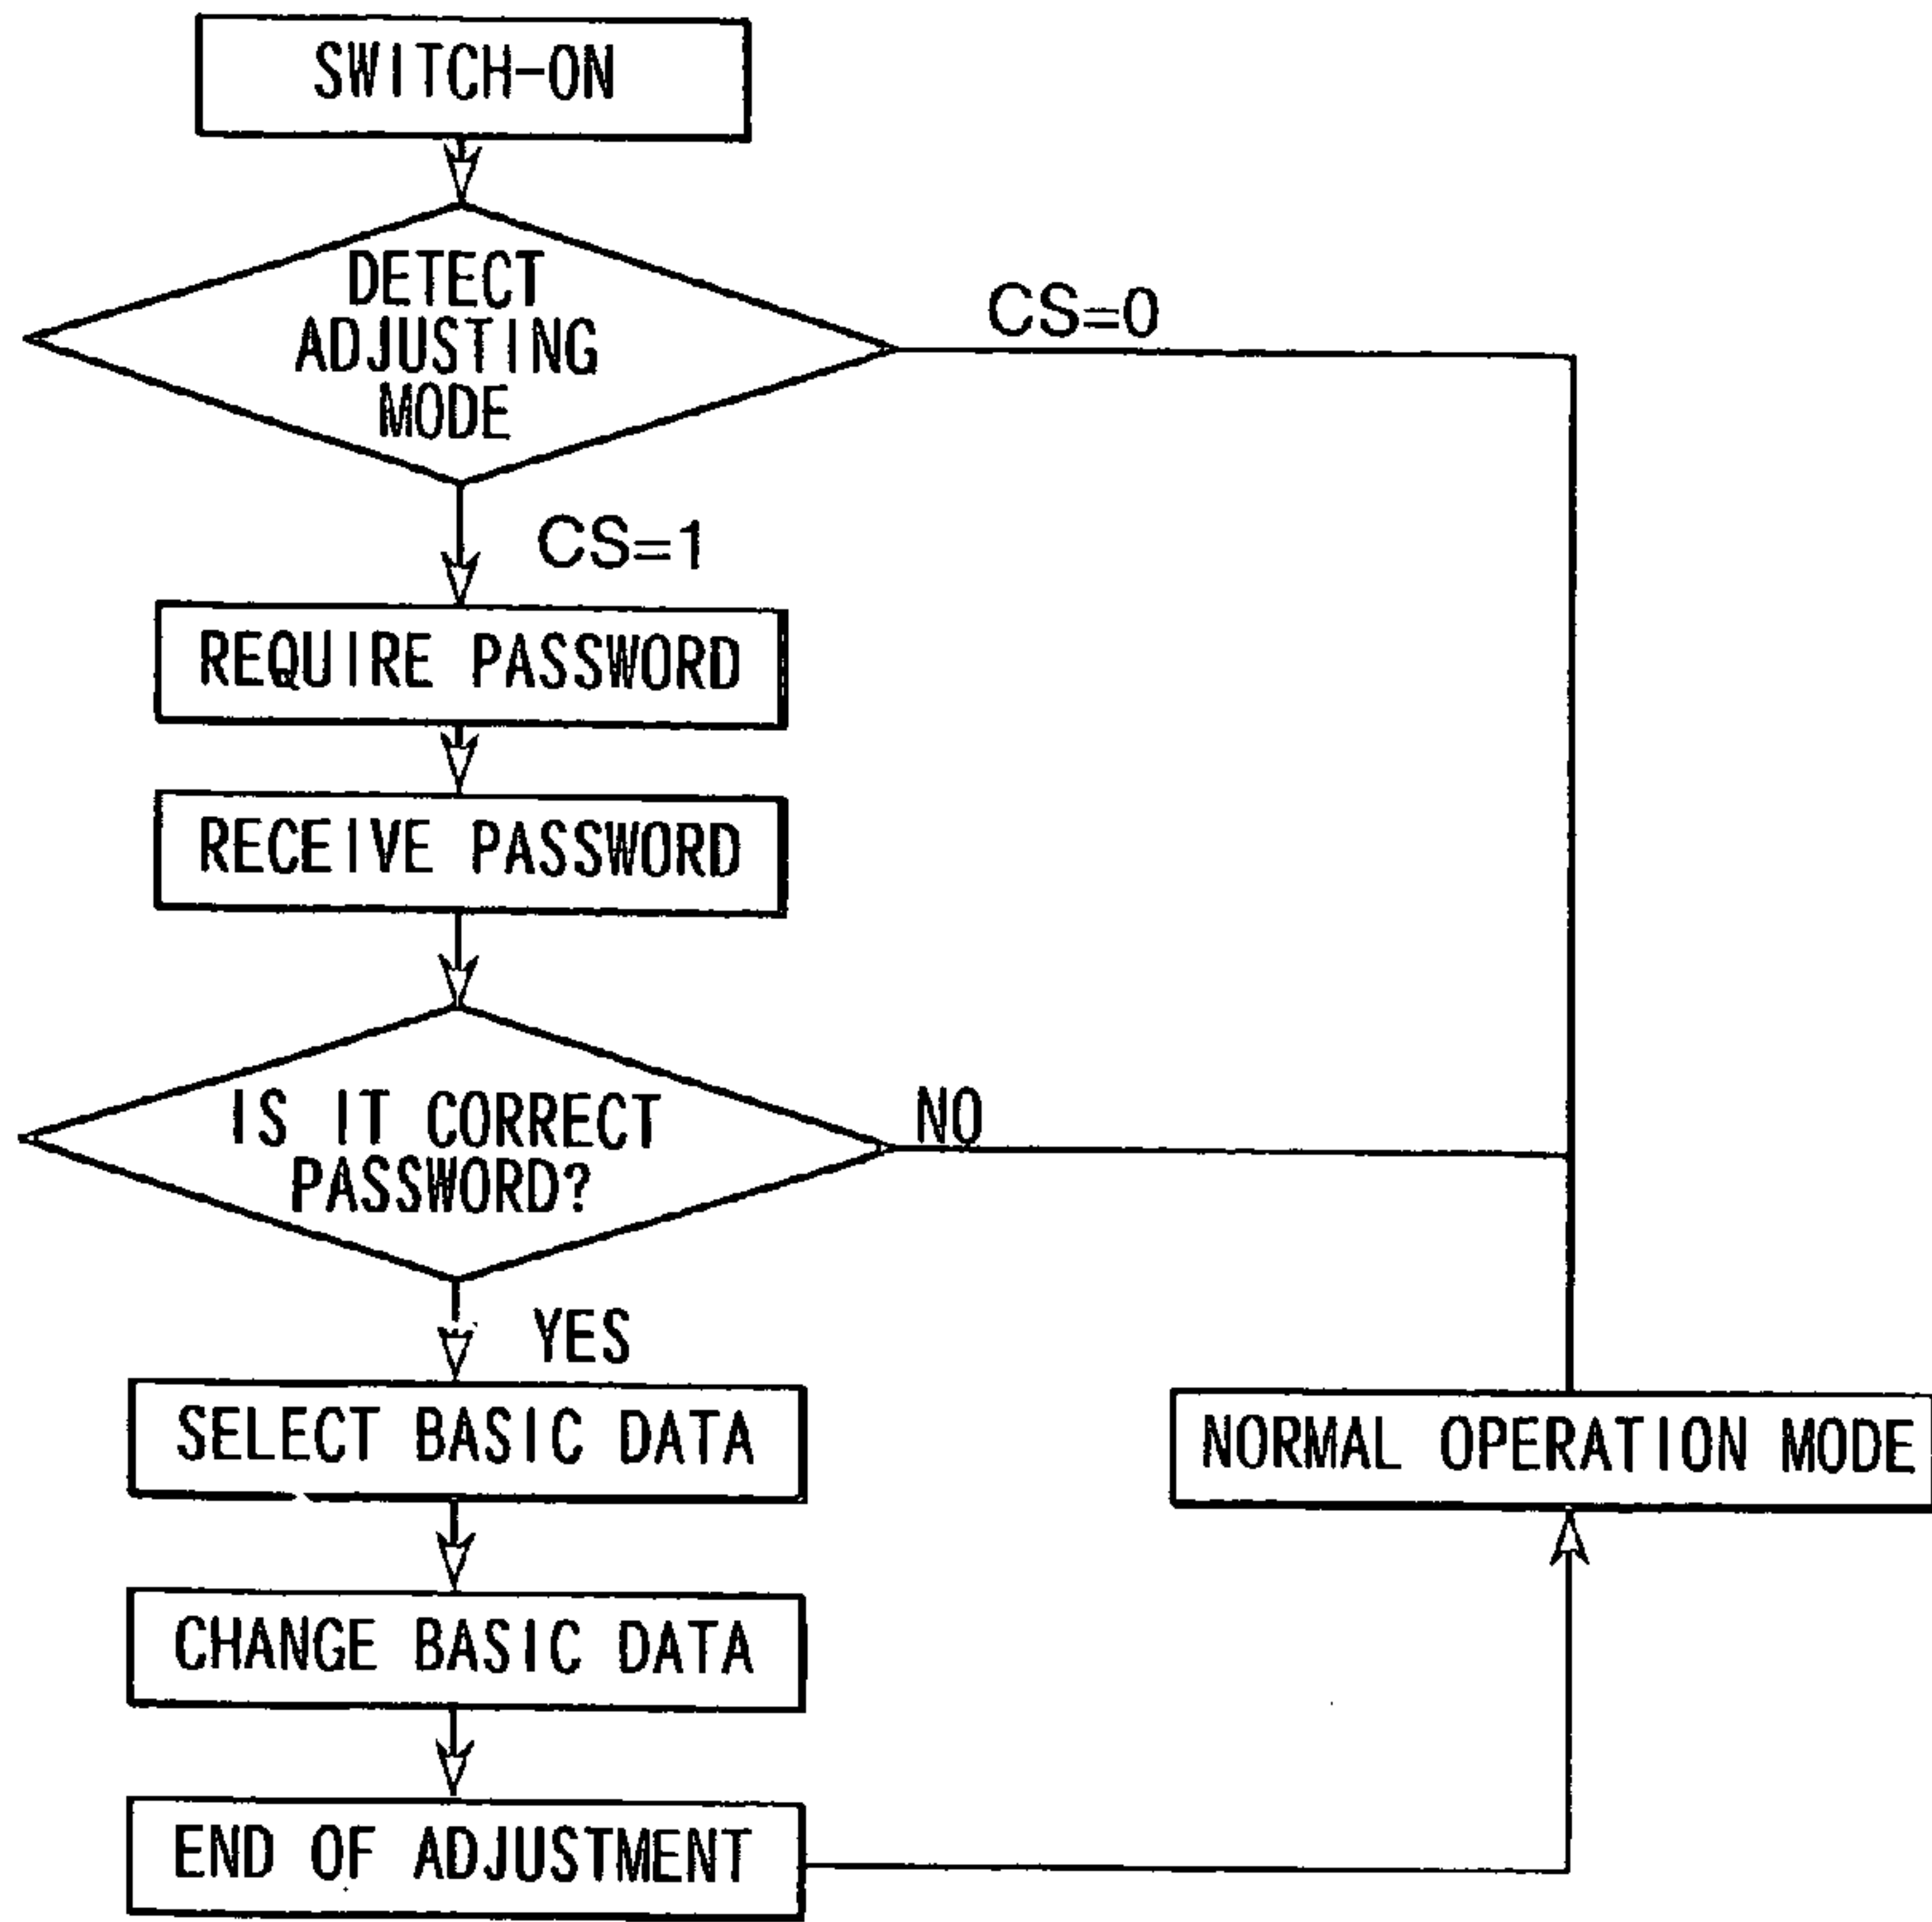 SWITCH-ON
DETECT
ADJUSTING
MODE
CS=0
CS=1
REQUIRE PASSWORD
RECEIVE PASSWORD
IS IT CORRECT
PASSWORD?
NO
YES
SELECT BASIC DATA
NORMAL OPERATION MODE
CHANGE BASIC DATA
END OF ADJUSTMENT